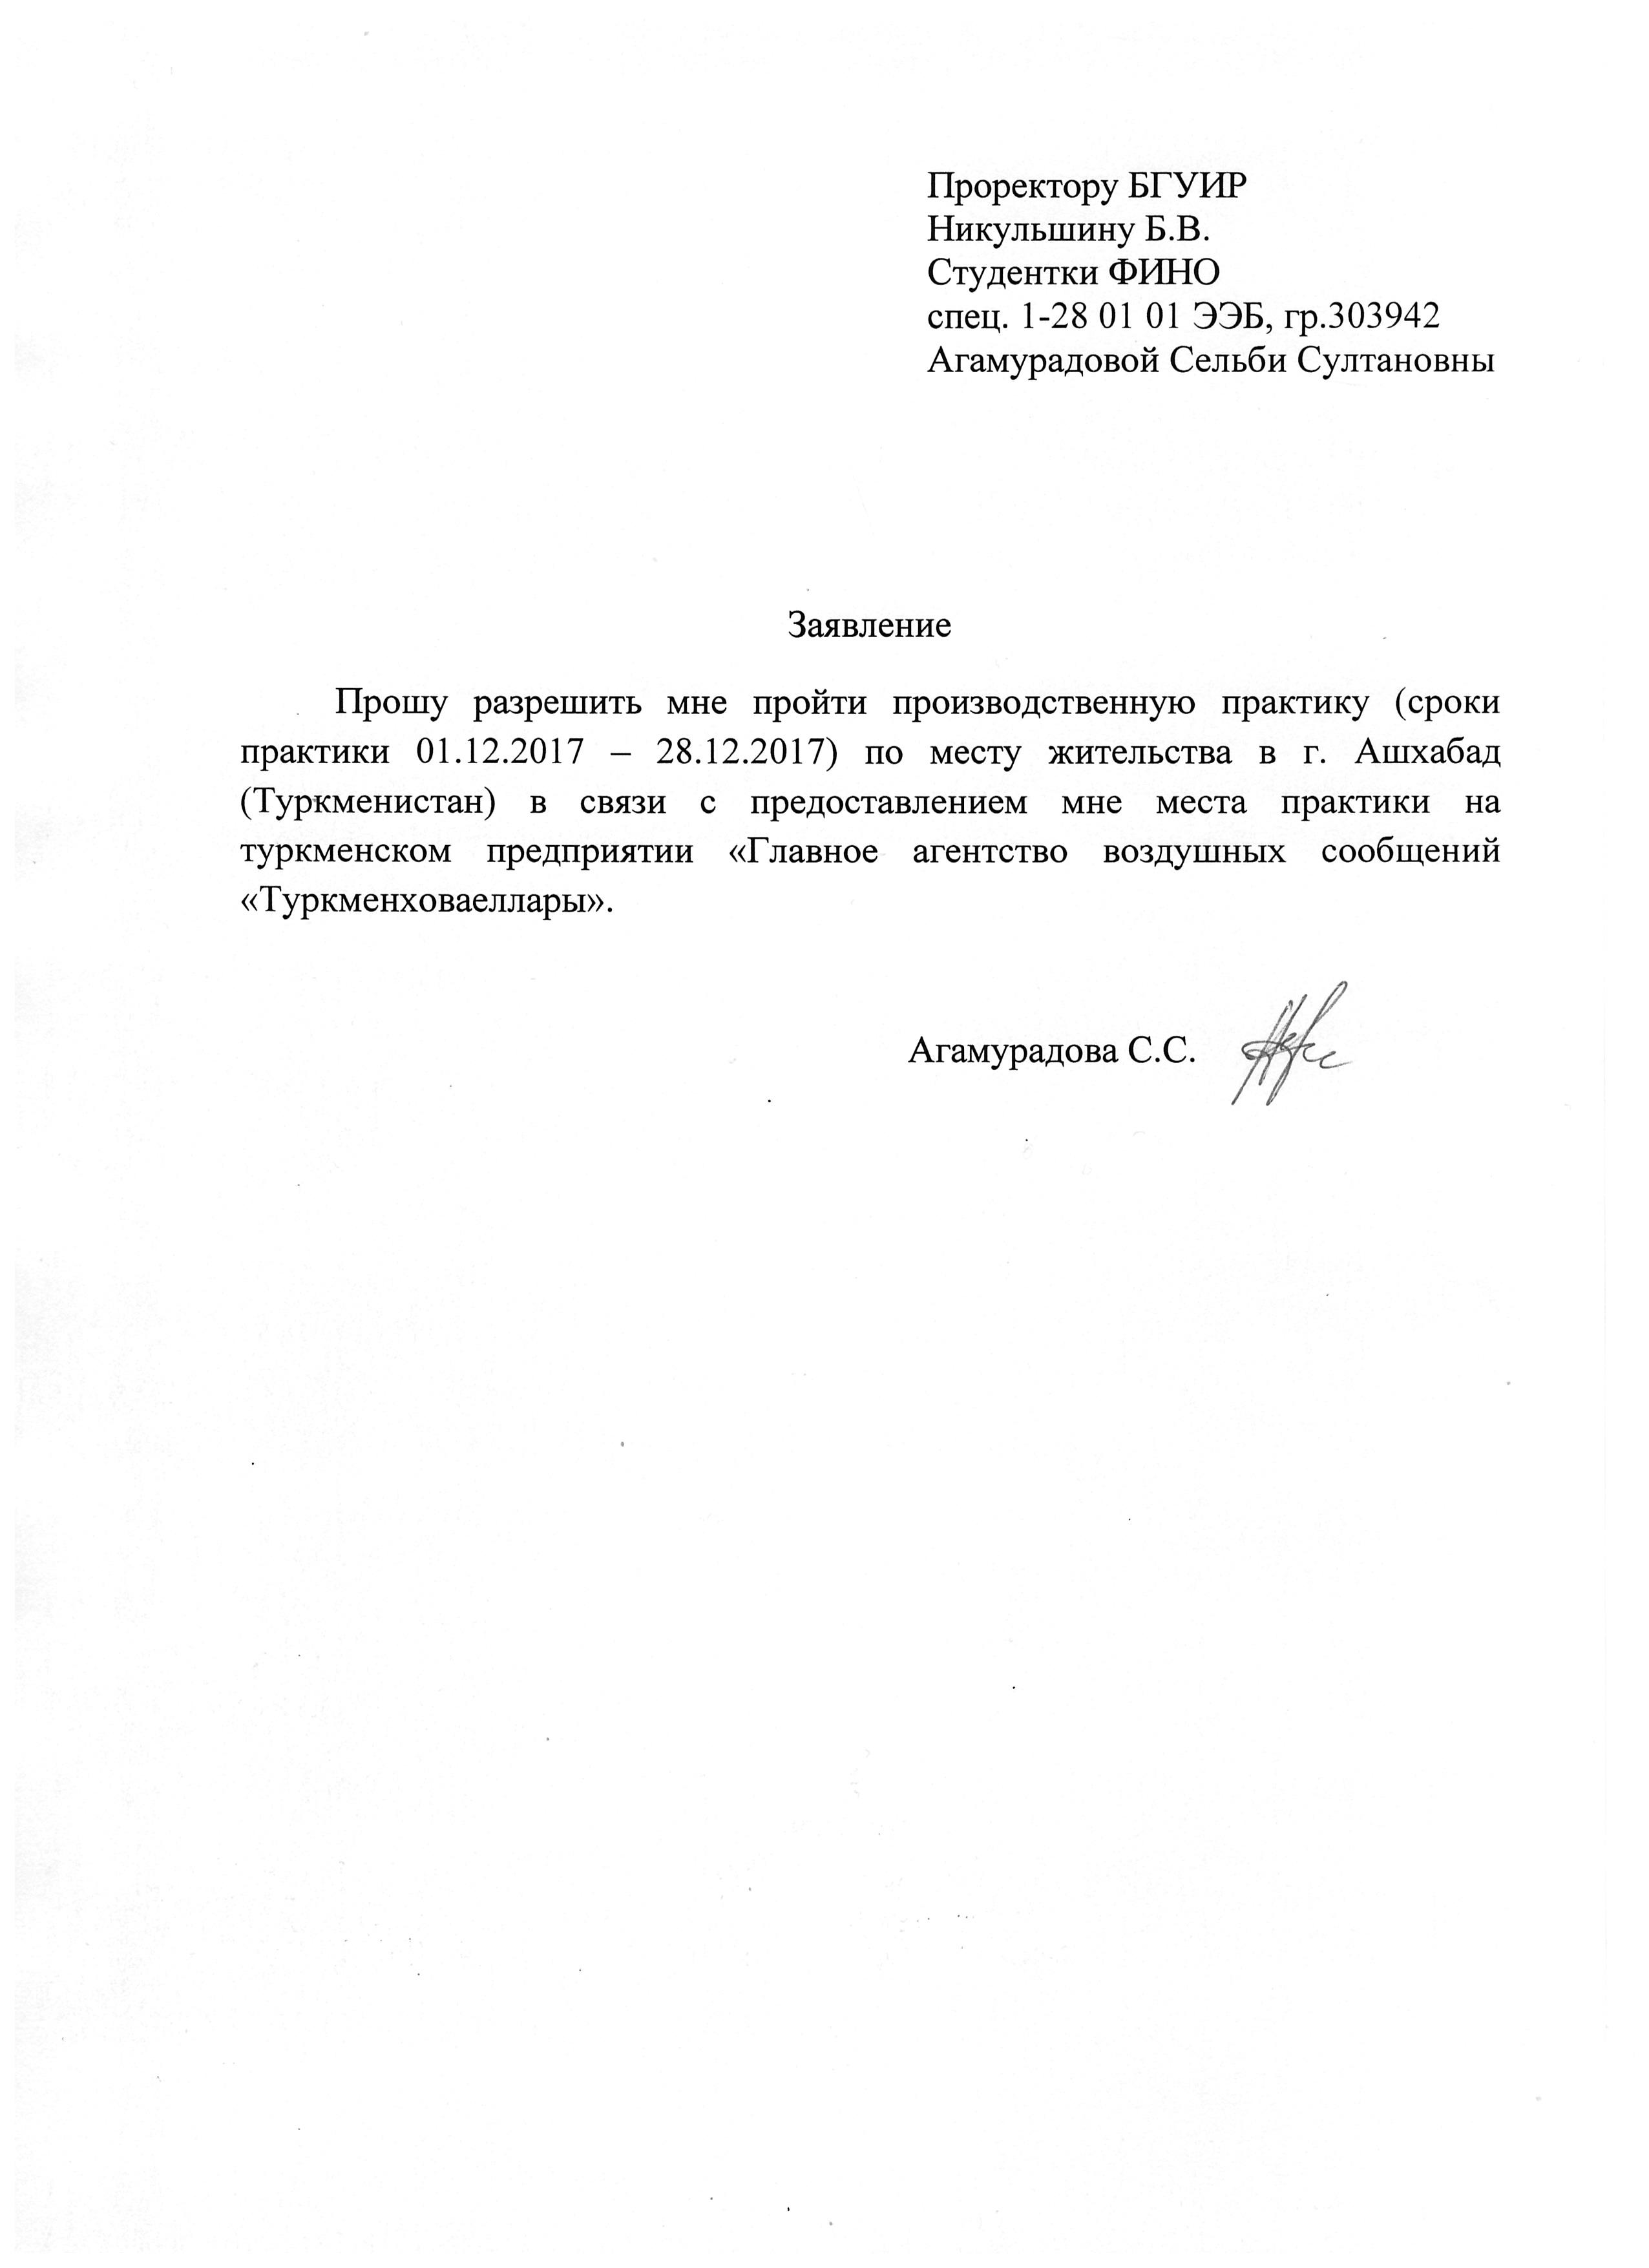 Проректору БГУИР
Никульшину Б.В.
Студентки ФИНО
спец. 1-28 01 01 ЭЭБ, гр.303942
Агамурадовой Сельби Султановны
Заявление
Прошу разрешить мне пройти производственную практику (сроки
практики 01.12.2017 – 28.12.2017) по месту жительства в г. Ашхабад
(Туркменистан) в связи с предоставлением мне места практики на
туркменском предприятии «Главное агентство воздушных сообщений
«Туркменховаеллары».
Агамурадова С.С.